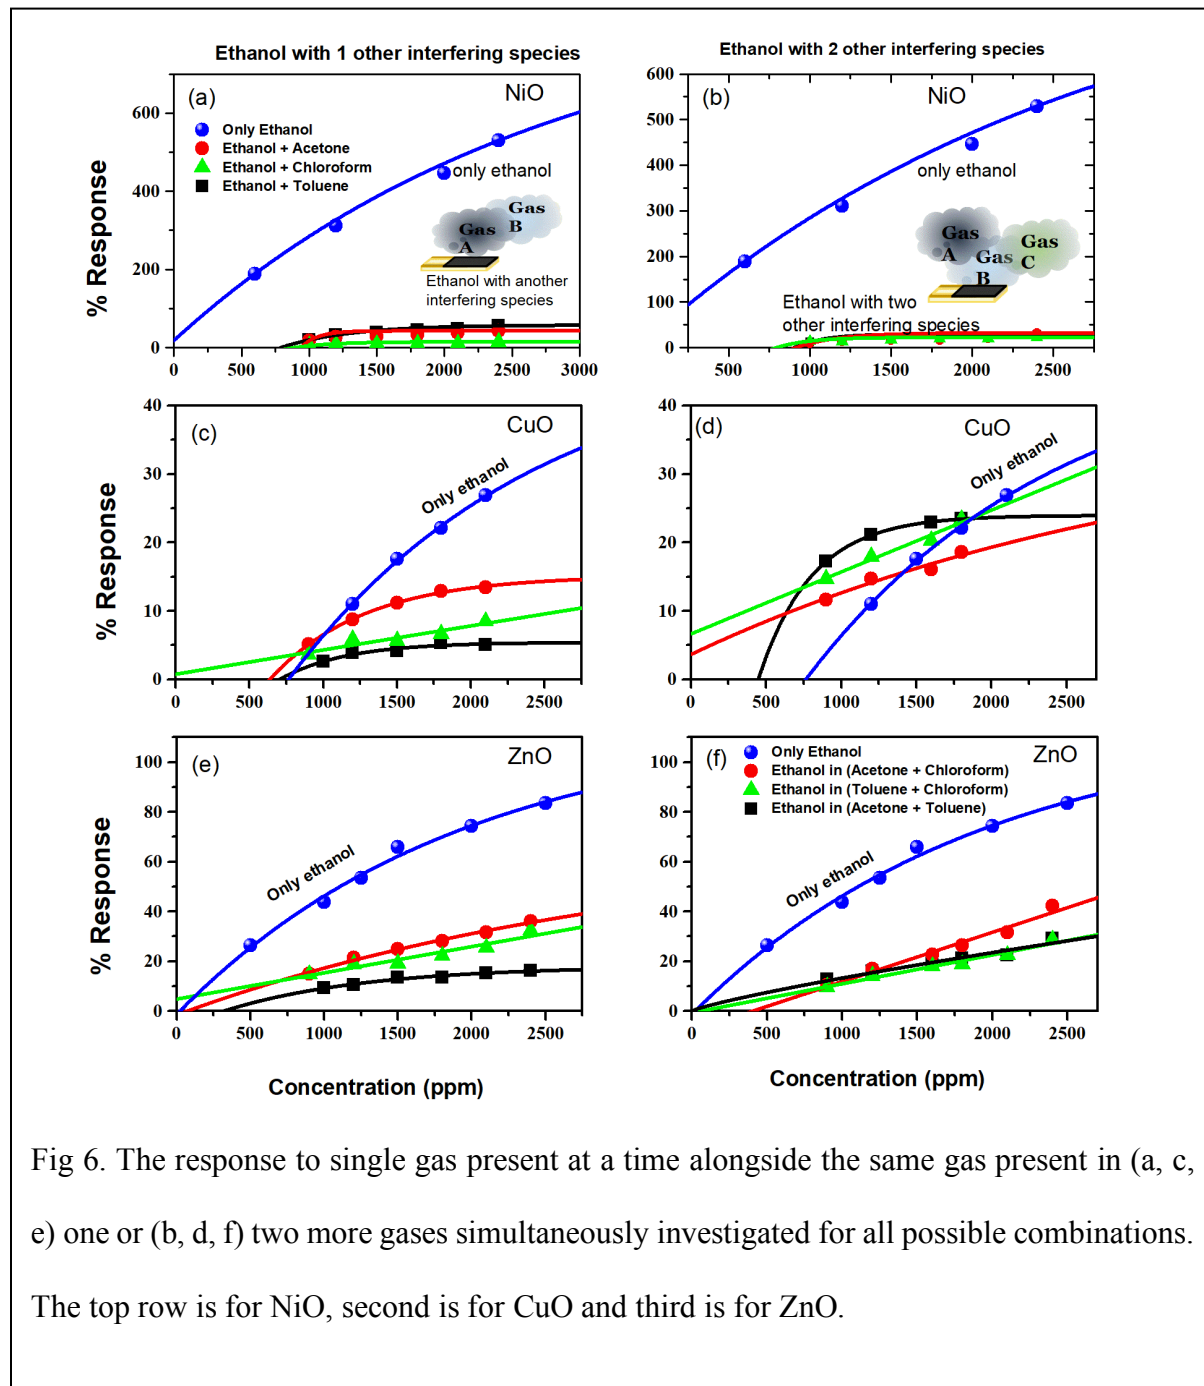 Ethanol with 1 other interfering species
Ethanol with 2 other interfering species
% Response
(a)
NiO
Only Ethanol
Ethanol + Acetone
Ethanol + Chloroform
Ethanol + Toluene
only ethanol
Gas
A
Gas
B
Ethanol with another
interfering species
600
400
200
0
0 500 1000 1500 2000 2500 3000
(b)
NiO
only ethanol
Gas
A
Gas
B
Gas
C
Ethanol with two
other interfering species
600
500
400
300
200
100
0
500 1000 1500 2000 2500
% Response
(c)
CuO
Only ethanol
40
30
20
10
0
0 500 1000 1500 2000 2500
(d)
CuO
Only ethanol
40
30
20
10
0
0 500 1000 1500 2000 2500
% Response
(e)
ZnO
Only ethanol
100
80
60
40
20
0
0 500 1000 1500 2000 2500
Concentration (ppm)
(f)
ZnO
Only Ethanol
Ethanol in (Acetone + Chloroform)
Ethanol in (Toluene + Chloroform)
Ethanol in (Acetone + Toluene)
Only ethanol
100
80
60
40
20
0
0 500 1000 1500 2000 2500
Concentration (ppm)
Fig 6. The response to single gas present at a time alongside the same gas present in (a, c,
e) one or (b, d, f) two more gases simultaneously investigated for all possible combinations.
The top row is for NiO, second is for CuO and third is for ZnO.